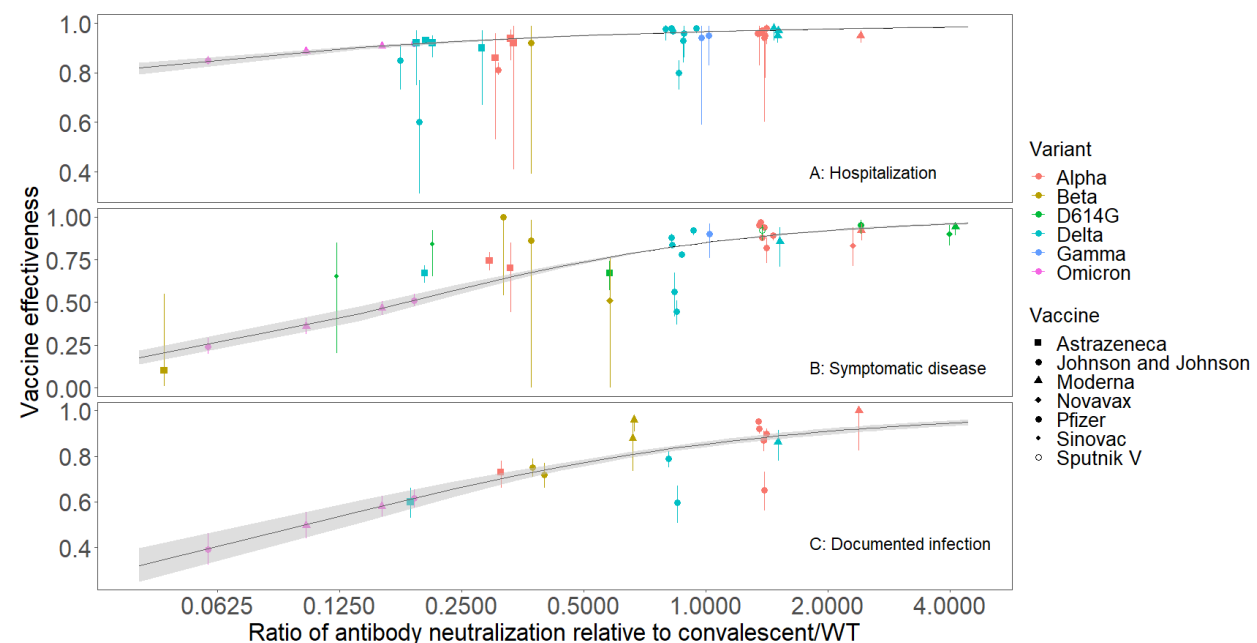 Vaccine effectiveness
1.0
0.8
0.6
0.4
A: Hospitalization
1.00
0.75
0.50
0.25
0.00
B: Symptomatic disease
1.0
0.8
0.6
0.4
C: Documented infection
0.0625
0.1250
0.2500
0.5000
1.0000
2.0000
4.0000
Ratio of antibody neutralization relative to convalescent/WT
Variant
Alpha
Beta
D614G
Delta
Gamma
Omicron
Vaccine
Astrazeneca
Johnson and Johnson
Moderna
Novavax
Pfizer
Sinovac
Sputnik V